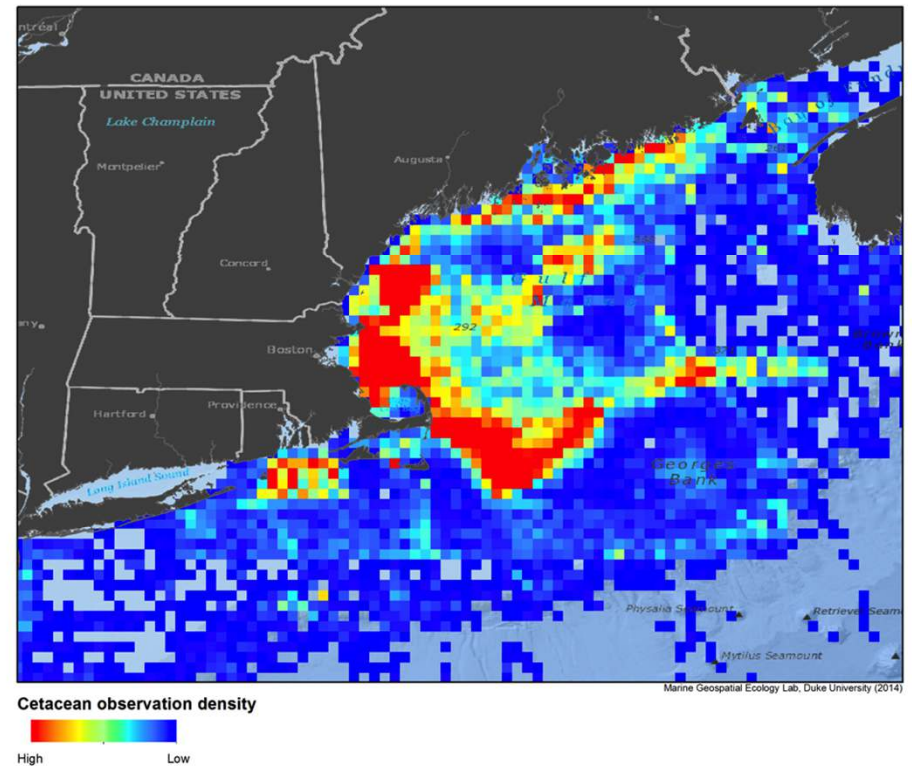 CANADA
UNITED STATES
Lake Champlain
Montpelier
Augusta
Concord
Gulf
292
Boston
Hartford
Providence
Long Island Sound
Georges
Bank
Physalia Seamount
Retriever Seam
Mytilus Seamount
Marine Geospatial Ecology Lab, Duke University (2014)
Cetacean observation density
High
Low